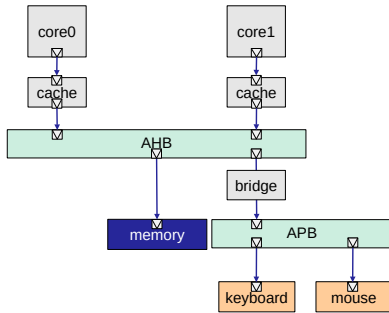 core0
core1
cache
cache
AHB
bridge
memory
APB
keyboard
mouse